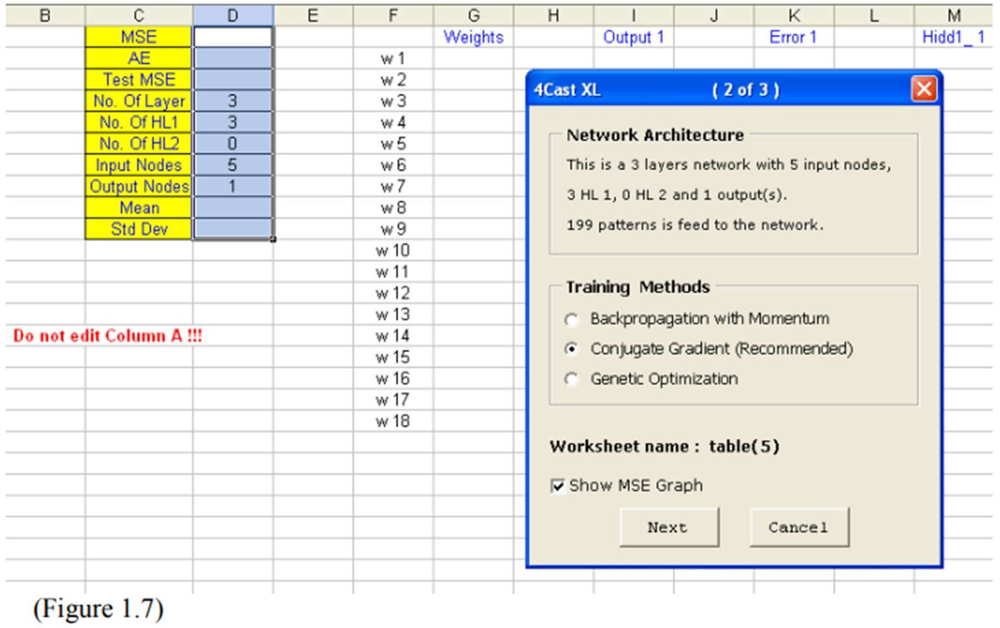 B C D E F G H I J K L M
MSE Weights Output 1 Error 1 Hidd1_ 1
AE w 1
Test MSE w 2
No. Of Layer 3 w 3
No. Of HL1 3 w 4
No. Of HL2 0 w 5
Input Nodes 5 w 6
Output Nodes 1 w 7
Mean w 8
Std Dev w 9
w 10
w 11
w 12
w 13
Do not edit Column A !!! w 14
w 15
w 16
w 17
w 18
4Cast XL ( 2 of 3 )
Network Architecture
This is a 3 layers network with 5 input nodes,
3 HL 1, 0 HL 2 and 1 output(s).
199 patterns is feed to the network.
Training Methods
Backpropagation with Momentum
Conjugate Gradient (Recommended)
Genetic Optimization
Worksheet name : table(5)
Show MSE Graph
Next Cancel
(Figure 1.7)